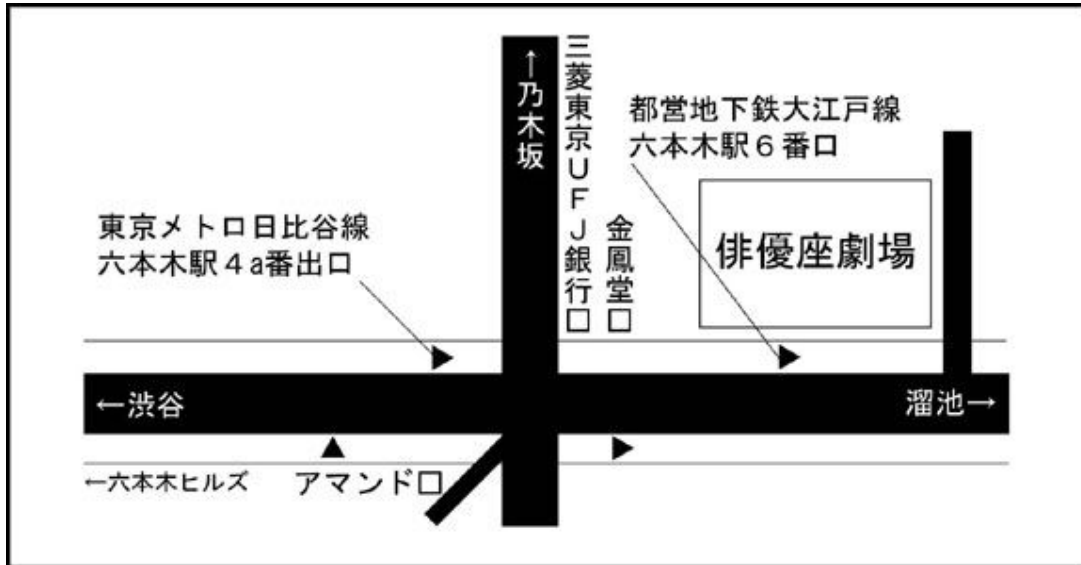 ↑乃木坂
三菱東京ＵＦＪ銀行□
金鳳堂□
都営地下鉄大江戸線
六本木駅６番口
俳優座劇場
東京メトロ日比谷線
六本木駅４a番出口
←渋谷
溜池→
←六本木ヒルズ
アマンド□